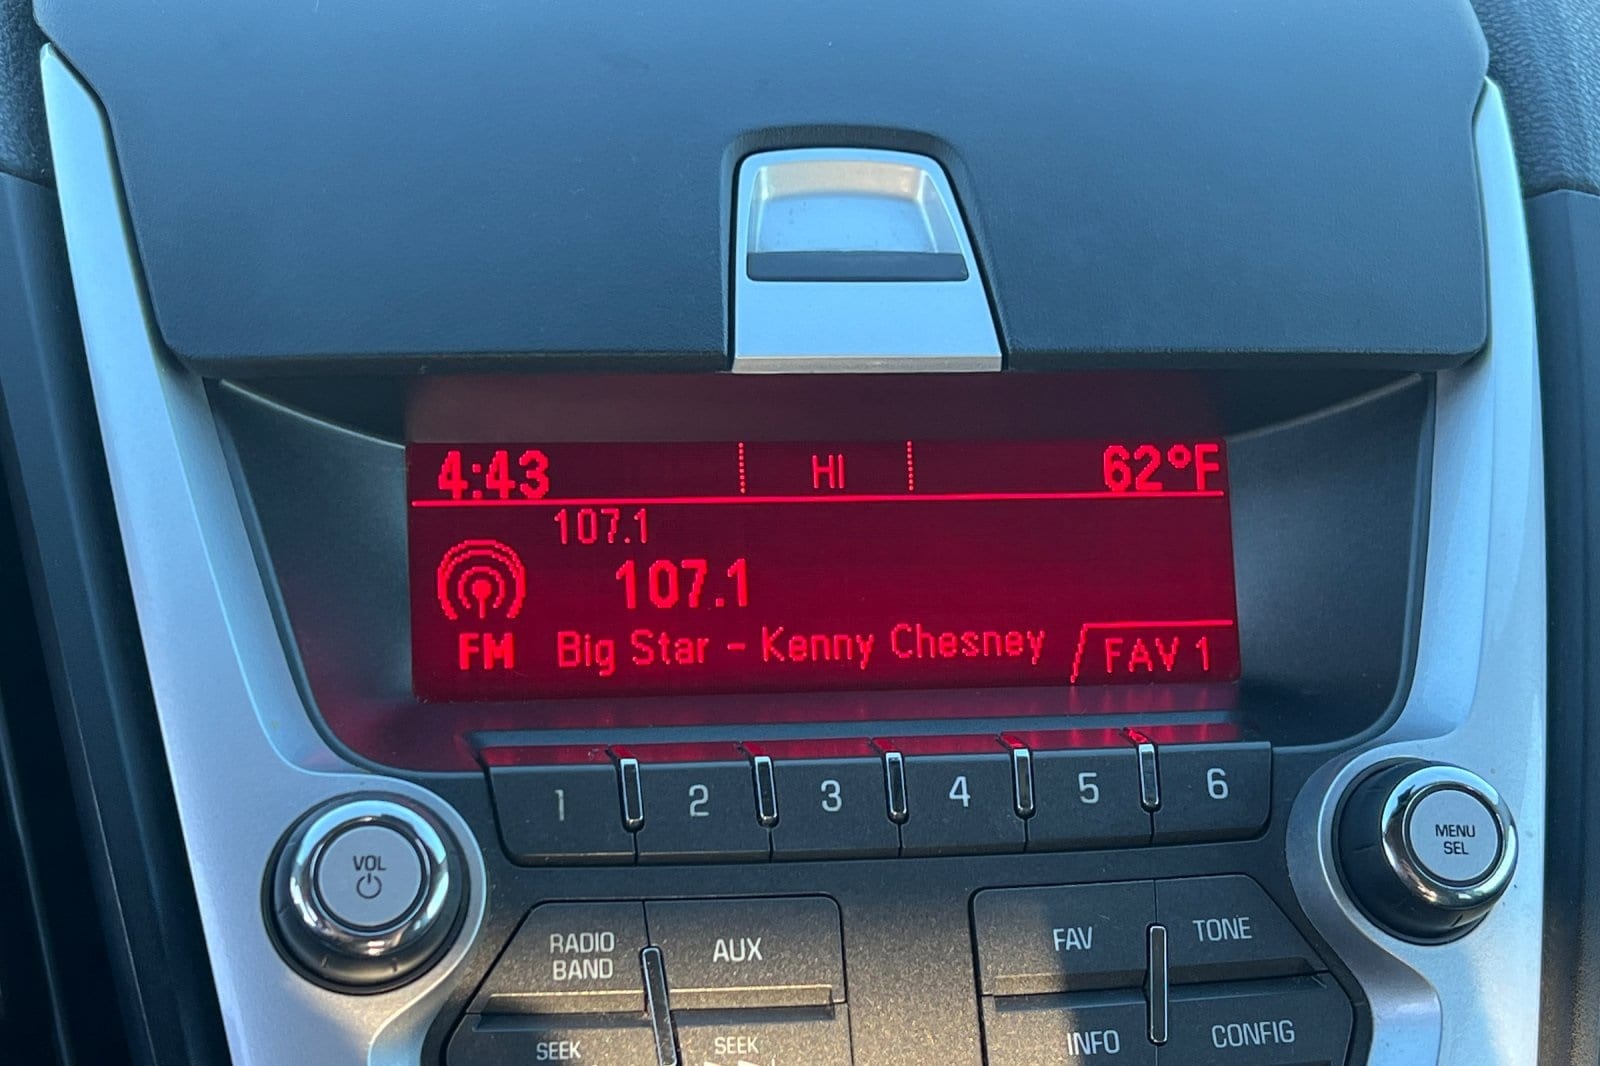 4:43 HI 62°F
107.1
107.1
FM Big Star - Kenny Chesney FAV 1
1 2 3 4 5 6
VOL
MENU
SEL
RADIO
BAND
AUX
FAV
TONE
SEEK
SEEK
INFO
CONFIG